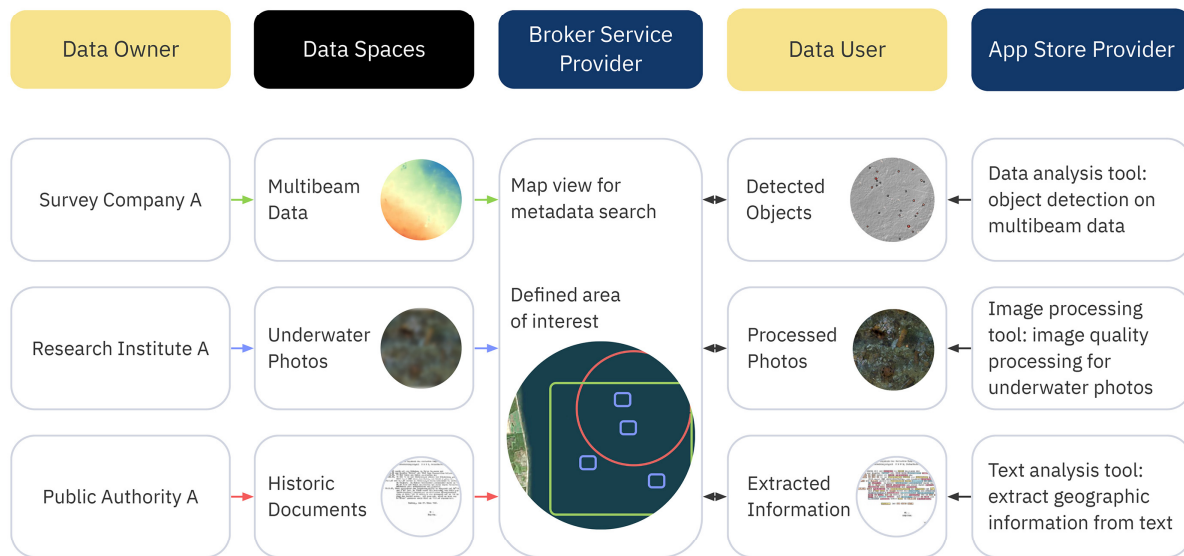 Data Owner
Data Spaces
Broker Service
Provider
Data User
App Store Provider
Survey Company A
Multibeam
Data
Map view for
metadata search
Detected
Objects
Data analysis tool:
object detection on
multibeam data
Research Institute A
Underwater
Photos
Defined area
of interest
Processed
Photos
Image processing
tool: image quality
processing for
underwater photos
Public Authority A
Historic
Documents
Extracted
Information
Text analysis tool:
extract geographic
information from text